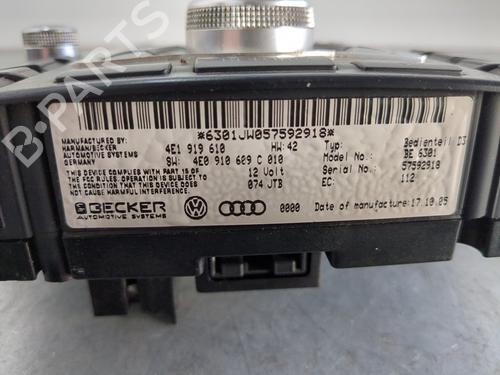 *6301JW057592918*
MANUFACTURED BY:
HARMAN/BECKER
AUTOMOTIVE SYSTEMS
GERMANY
4E1 919 610 HW: 42
SW: 4E0 910 609 C 010
Typ: Bedienteil D3
Model No.: BE 6301
Serial No.: 57592918
EC: 112
THIS DEVICE COMPLIES WITH PART 15 OF
THE FCC RULES. OPERATION IS SUBJECT TO
THE CONDITION THAT THIS DEVICE DOES
NOT CAUSE HARMFUL INTERFERENCE.
12 Volt
074 JTB
BECKER
AUTOMOTIVE SYSTEMS
0000 Date of manufacture: 17.10.05
B-PARTS